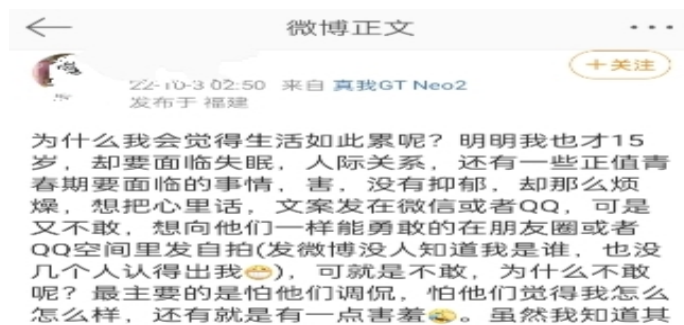 微博正文
+关注
22-10-3 02:50 来自 真我GT Neo2
发布于 福建
为什么我会觉得生活如此累呢？明明我也才15
岁，却要面临失眠，人际关系，还有一些正值青
春期要面临的事情，害，没有抑郁，却那么烦
燥，想把心里话，文案发在微信或者QQ，可是
又不敢，想向他们一样能勇敢的在朋友圈或者
QQ空间里发自拍(发微博没人知道我是谁，也没
几个人认得出我😁)，可就是不敢，为什么不敢
呢？最主要的是怕他们调侃，怕他们觉得我怎么
怎么样，还有就是有一点害羞😂。虽然我知道其